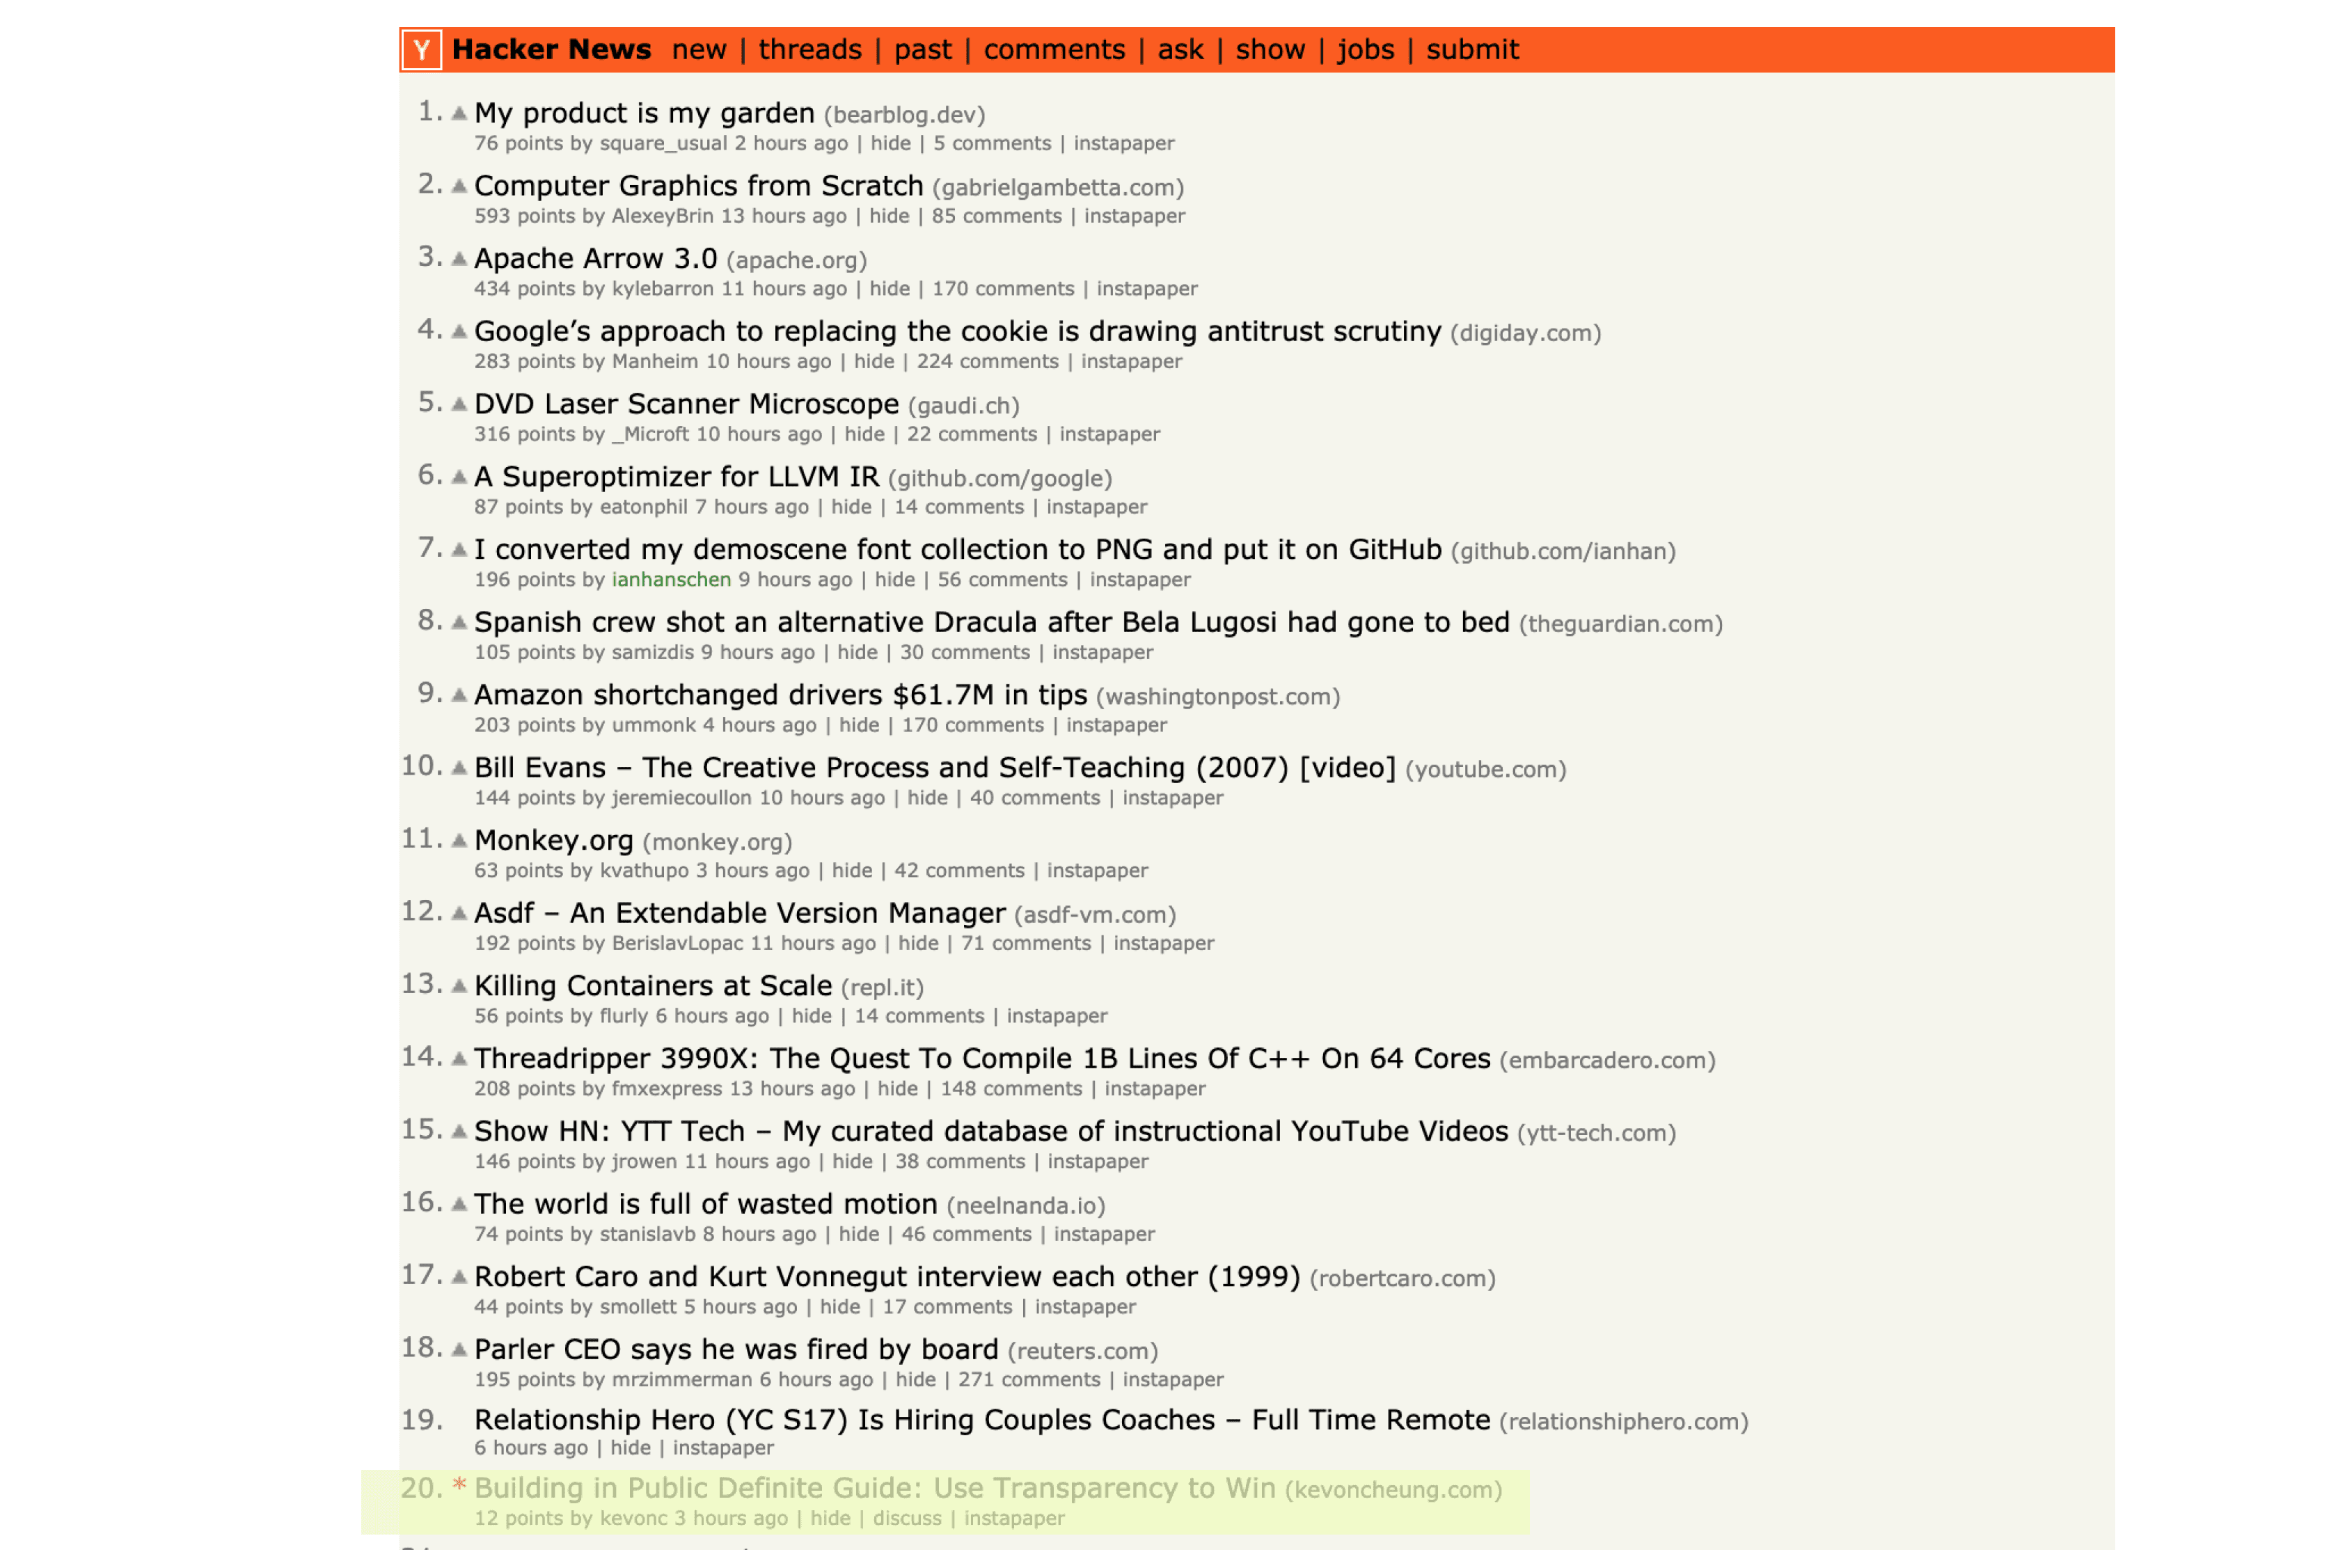 Y Hacker News new | threads | past | comments | ask | show | jobs | submit
1. ▲ My product is my garden (bearblog.dev)
76 points by square_usual 2 hours ago | hide | 5 comments | instapaper
2. ▲ Computer Graphics from Scratch (gabrielgambetta.com)
593 points by AlexeyBrin 13 hours ago | hide | 85 comments | instapaper
3. ▲ Apache Arrow 3.0 (apache.org)
434 points by kylebarron 11 hours ago | hide | 170 comments | instapaper
4. ▲ Google’s approach to replacing the cookie is drawing antitrust scrutiny (digiday.com)
283 points by Manheim 10 hours ago | hide | 224 comments | instapaper
5. ▲ DVD Laser Scanner Microscope (gaudi.ch)
316 points by _Microft 10 hours ago | hide | 22 comments | instapaper
6. ▲ A Superoptimizer for LLVM IR (github.com/google)
87 points by eatonphil 7 hours ago | hide | 14 comments | instapaper
7. ▲ I converted my demoscene font collection to PNG and put it on GitHub (github.com/ianhan)
196 points by ianhanschen 9 hours ago | hide | 56 comments | instapaper
8. ▲ Spanish crew shot an alternative Dracula after Bela Lugosi had gone to bed (theguardian.com)
105 points by samizdis 9 hours ago | hide | 30 comments | instapaper
9. ▲ Amazon shortchanged drivers $61.7M in tips (washingtonpost.com)
203 points by ummonk 4 hours ago | hide | 170 comments | instapaper
10. ▲ Bill Evans – The Creative Process and Self-Teaching (2007) [video] (youtube.com)
144 points by jeremiecoullon 10 hours ago | hide | 40 comments | instapaper
11. ▲ Monkey.org (monkey.org)
63 points by kvathupo 3 hours ago | hide | 42 comments | instapaper
12. ▲ Asdf – An Extendable Version Manager (asdf-vm.com)
192 points by BerislavLopac 11 hours ago | hide | 71 comments | instapaper
13. ▲ Killing Containers at Scale (repl.it)
56 points by flurly 6 hours ago | hide | 14 comments | instapaper
14. ▲ Threadripper 3990X: The Quest To Compile 1B Lines Of C++ On 64 Cores (embarcadero.com)
208 points by fmxexpress 13 hours ago | hide | 148 comments | instapaper
15. ▲ Show HN: YTT Tech – My curated database of instructional YouTube Videos (ytt-tech.com)
146 points by jrowen 11 hours ago | hide | 38 comments | instapaper
16. ▲ The world is full of wasted motion (neelnanda.io)
74 points by stanislavb 8 hours ago | hide | 46 comments | instapaper
17. ▲ Robert Caro and Kurt Vonnegut interview each other (1999) (robertcaro.com)
44 points by smollett 5 hours ago | hide | 17 comments | instapaper
18. ▲ Parler CEO says he was fired by board (reuters.com)
195 points by mrzimmerman 6 hours ago | hide | 271 comments | instapaper
19. Relationship Hero (YC S17) Is Hiring Couples Coaches – Full Time Remote (relationshiphero.com)
6 hours ago | hide | instapaper
20. * Building in Public Definite Guide: Use Transparency to Win (kevoncheung.com)
12 points by kevonc 3 hours ago | hide | discuss | instapaper